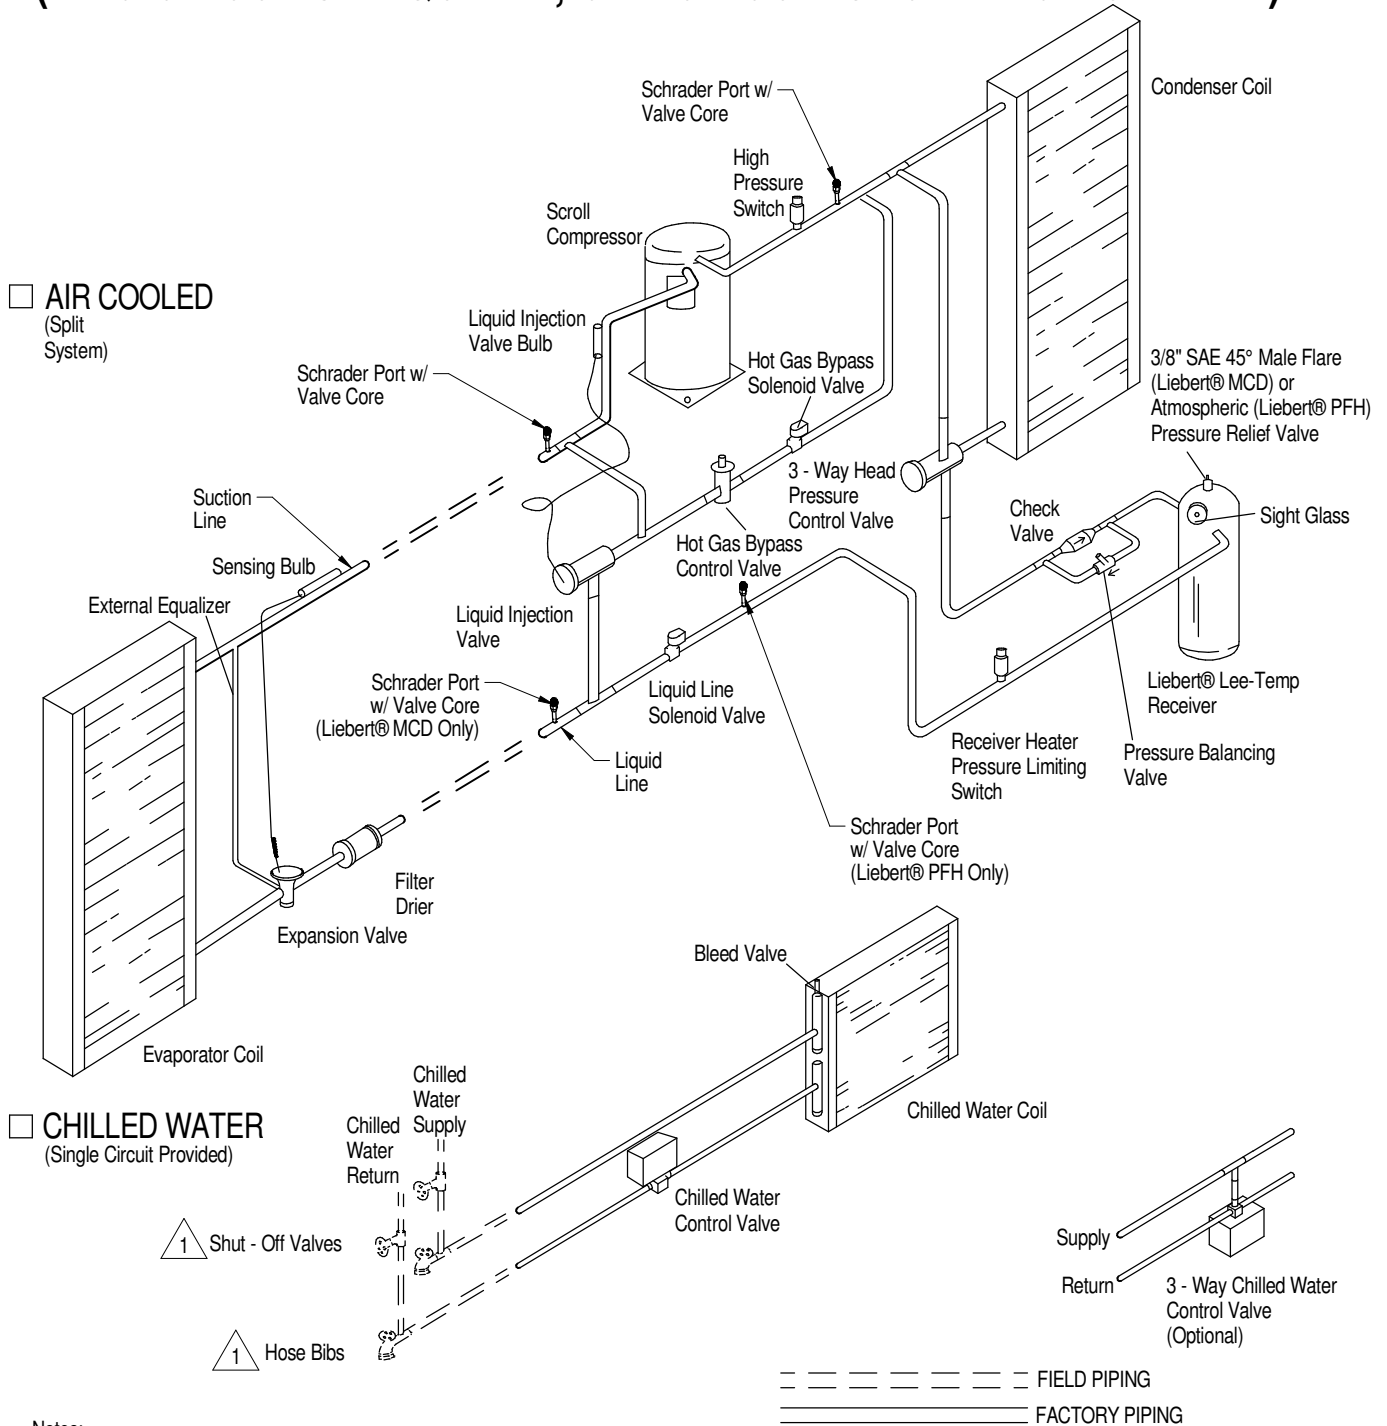 Condenser Coil
Schrader Port w/
Valve Core
High
Pressure
Switch
Scroll
Compressor
□ AIR COOLED
(Split
System)
Liquid Injection
Valve Bulb
Hot Gas Bypass
Solenoid Valve
3/8" SAE 45° Male Flare
(Liebert® MCD) or
Atmospheric (Liebert® PFH)
Pressure Relief Valve
Schrader Port w/
Valve Core
3 - Way Head
Pressure
Control Valve
Suction
Line
Check
Valve
Sight Glass
Sensing Bulb
Hot Gas Bypass
Control Valve
External Equalizer
Liquid Injection
Valve
Schrader Port
w/ Valve Core
(Liebert® MCD Only)
Liquid Line
Solenoid Valve
Liebert® Lee-Temp
Receiver
Liquid
Line
Receiver Heater
Pressure Limiting
Switch
Pressure Balancing
Valve
Schrader Port
w/ Valve Core
(Liebert® PFH Only)
Filter
Drier
Expansion Valve
Bleed Valve
Evaporator Coil
Chilled Water Coil
□ CHILLED WATER
(Single Circuit Provided)
Chilled
Water
Supply
Chilled
Water
Return
Chilled Water
Control Valve
1 Shut - Off Valves
Supply
Return
3 - Way Chilled Water
Control Valve
(Optional)
1 Hose Bibs
FIELD PIPING
FACTORY PIPING